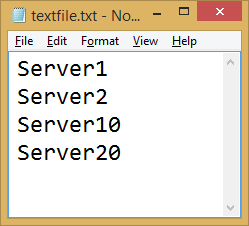 textfile.txt - No...
File Edit Format View Help
Server1
Server2
Server10
Server20